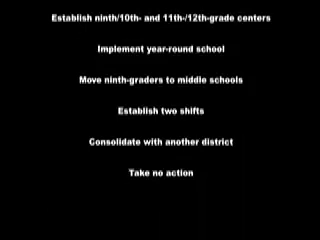 Establish ninth/10th- and 11th-/12th-grade centers
Implement year-round school
Move ninth-graders to middle schools
Establish two shifts
Consolidate with another district
Take no action